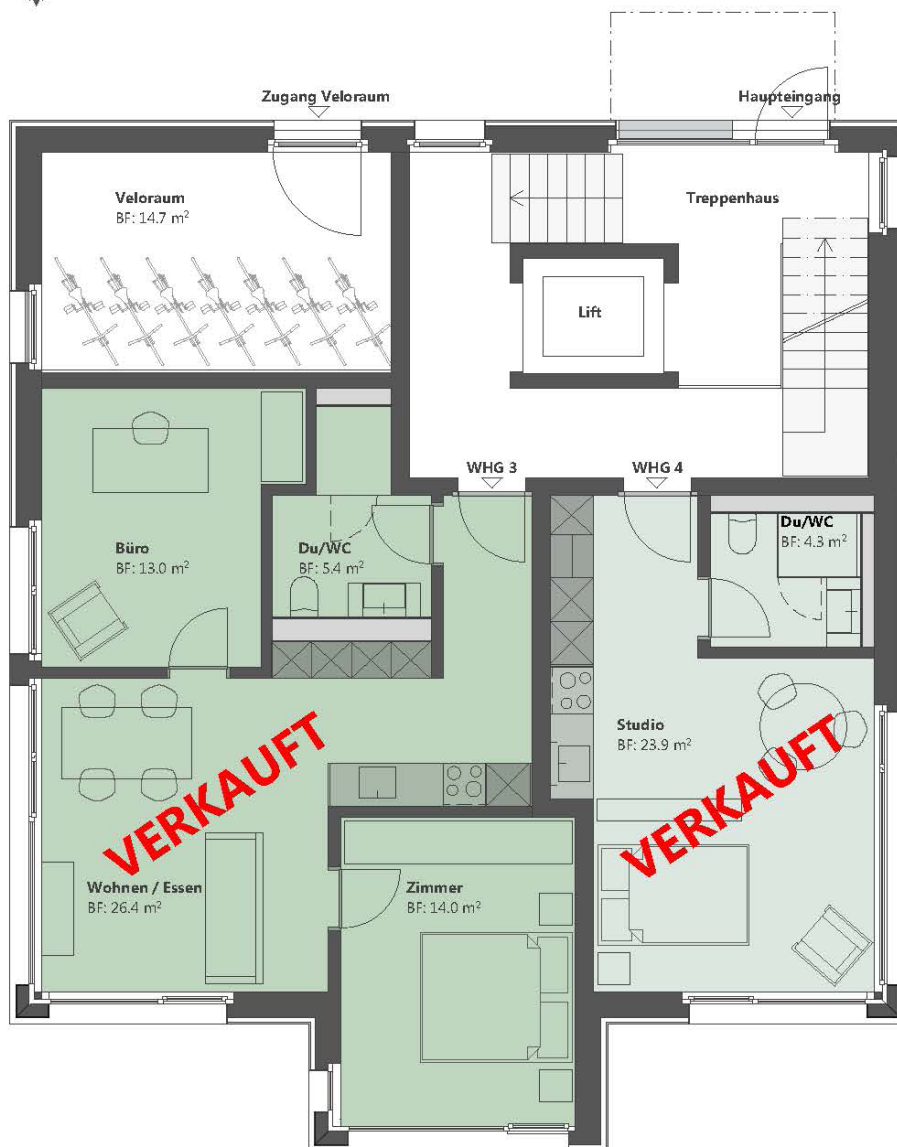 Zugang Veloraum
Haupteingang
Veloraum
BF: 14.7 m²
Treppenhaus
Lift
WHG 3
WHG 4
Büro
BF: 13.0 m²
Du/WC
BF: 5.4 m²
Du/WC
BF: 4.3 m²
Studio
BF: 23.9 m²
VERKAUFT
VERKAUFT
Wohnen / Essen
BF: 26.4 m²
Zimmer
BF: 14.0 m²